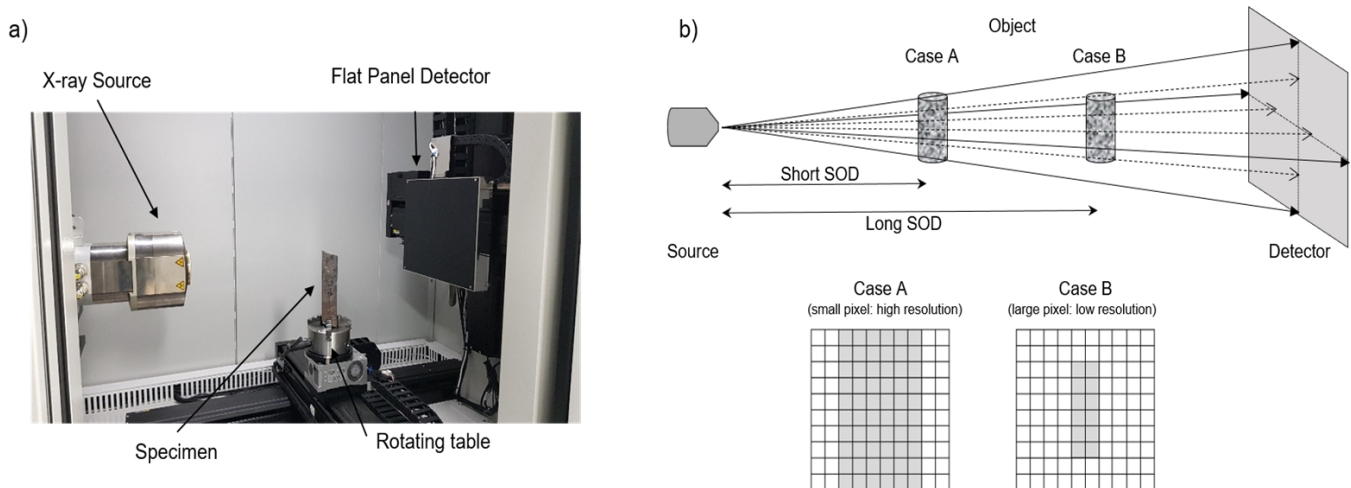 a)
X-ray Source
Flat Panel Detector
Specimen
Rotating table
b)
Object
Case A
Case B
Short SOD
Long SOD
Source
Detector
Case A
(small pixel: high resolution)
Case B
(large pixel: low resolution)